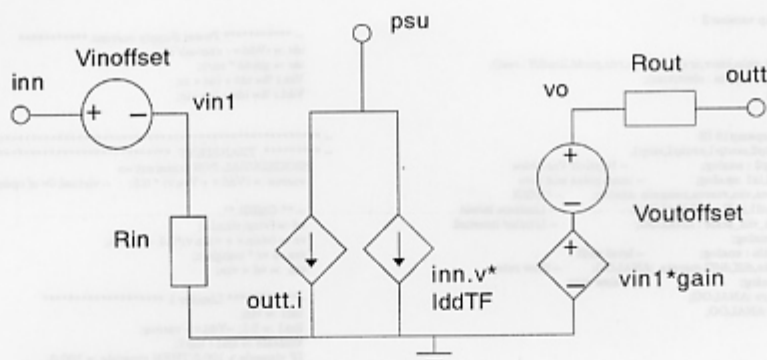 psu
Vinoffset
inn
+
−
vin1
Rin
outt.i
inn.v*
IddTF
Rout
outt
vo
+
−
Voutoffset
+
−
vin1*gain